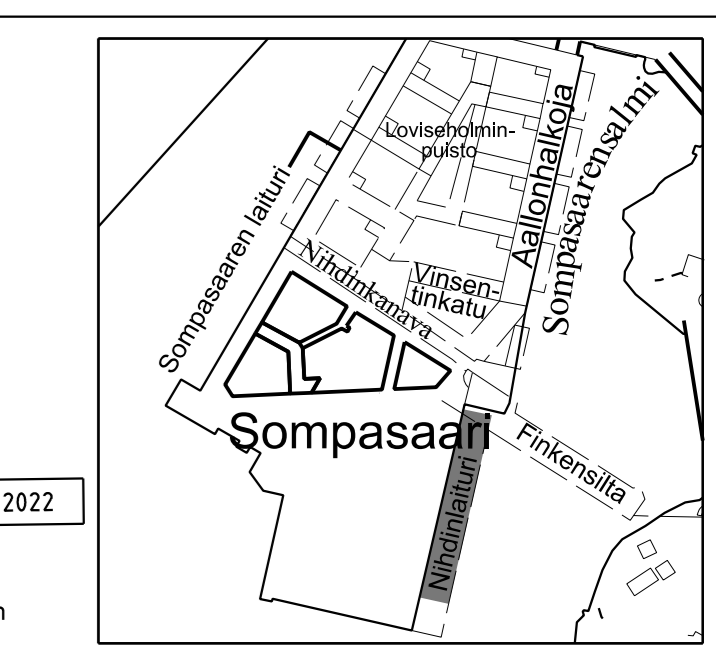 Loviseholmin-
puisto
Aallonhalkoja
Sompasaarensalmi
Sompasaaren laituri
Nihdinkanava
Vinsen-
tinkatu
Sompasaari
Finkensilta
Nihdinlaituri
2022